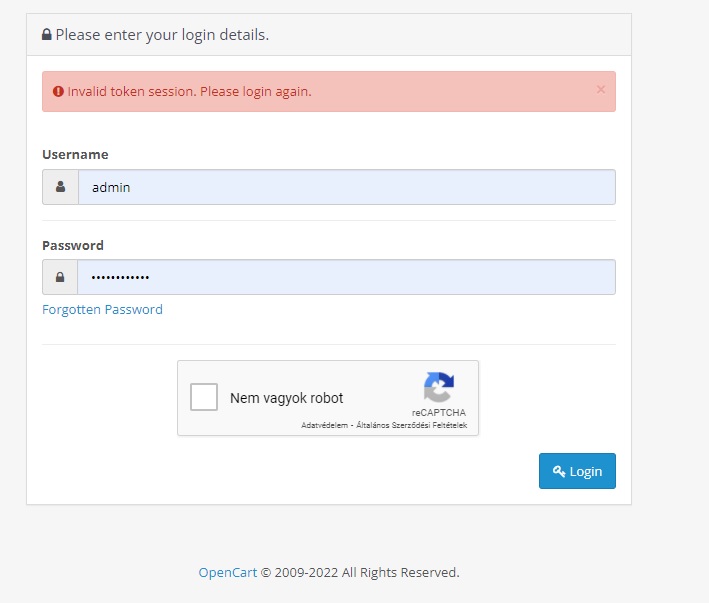 Please enter your login details.
Invalid token session. Please login again.
×
Username
admin
Password
••••••••••••
Forgotten Password
Nem vagyok robot
reCAPTCHA
Adatvédelem - Általános Szerződési Feltételek
Login
OpenCart © 2009-2022 All Rights Reserved.